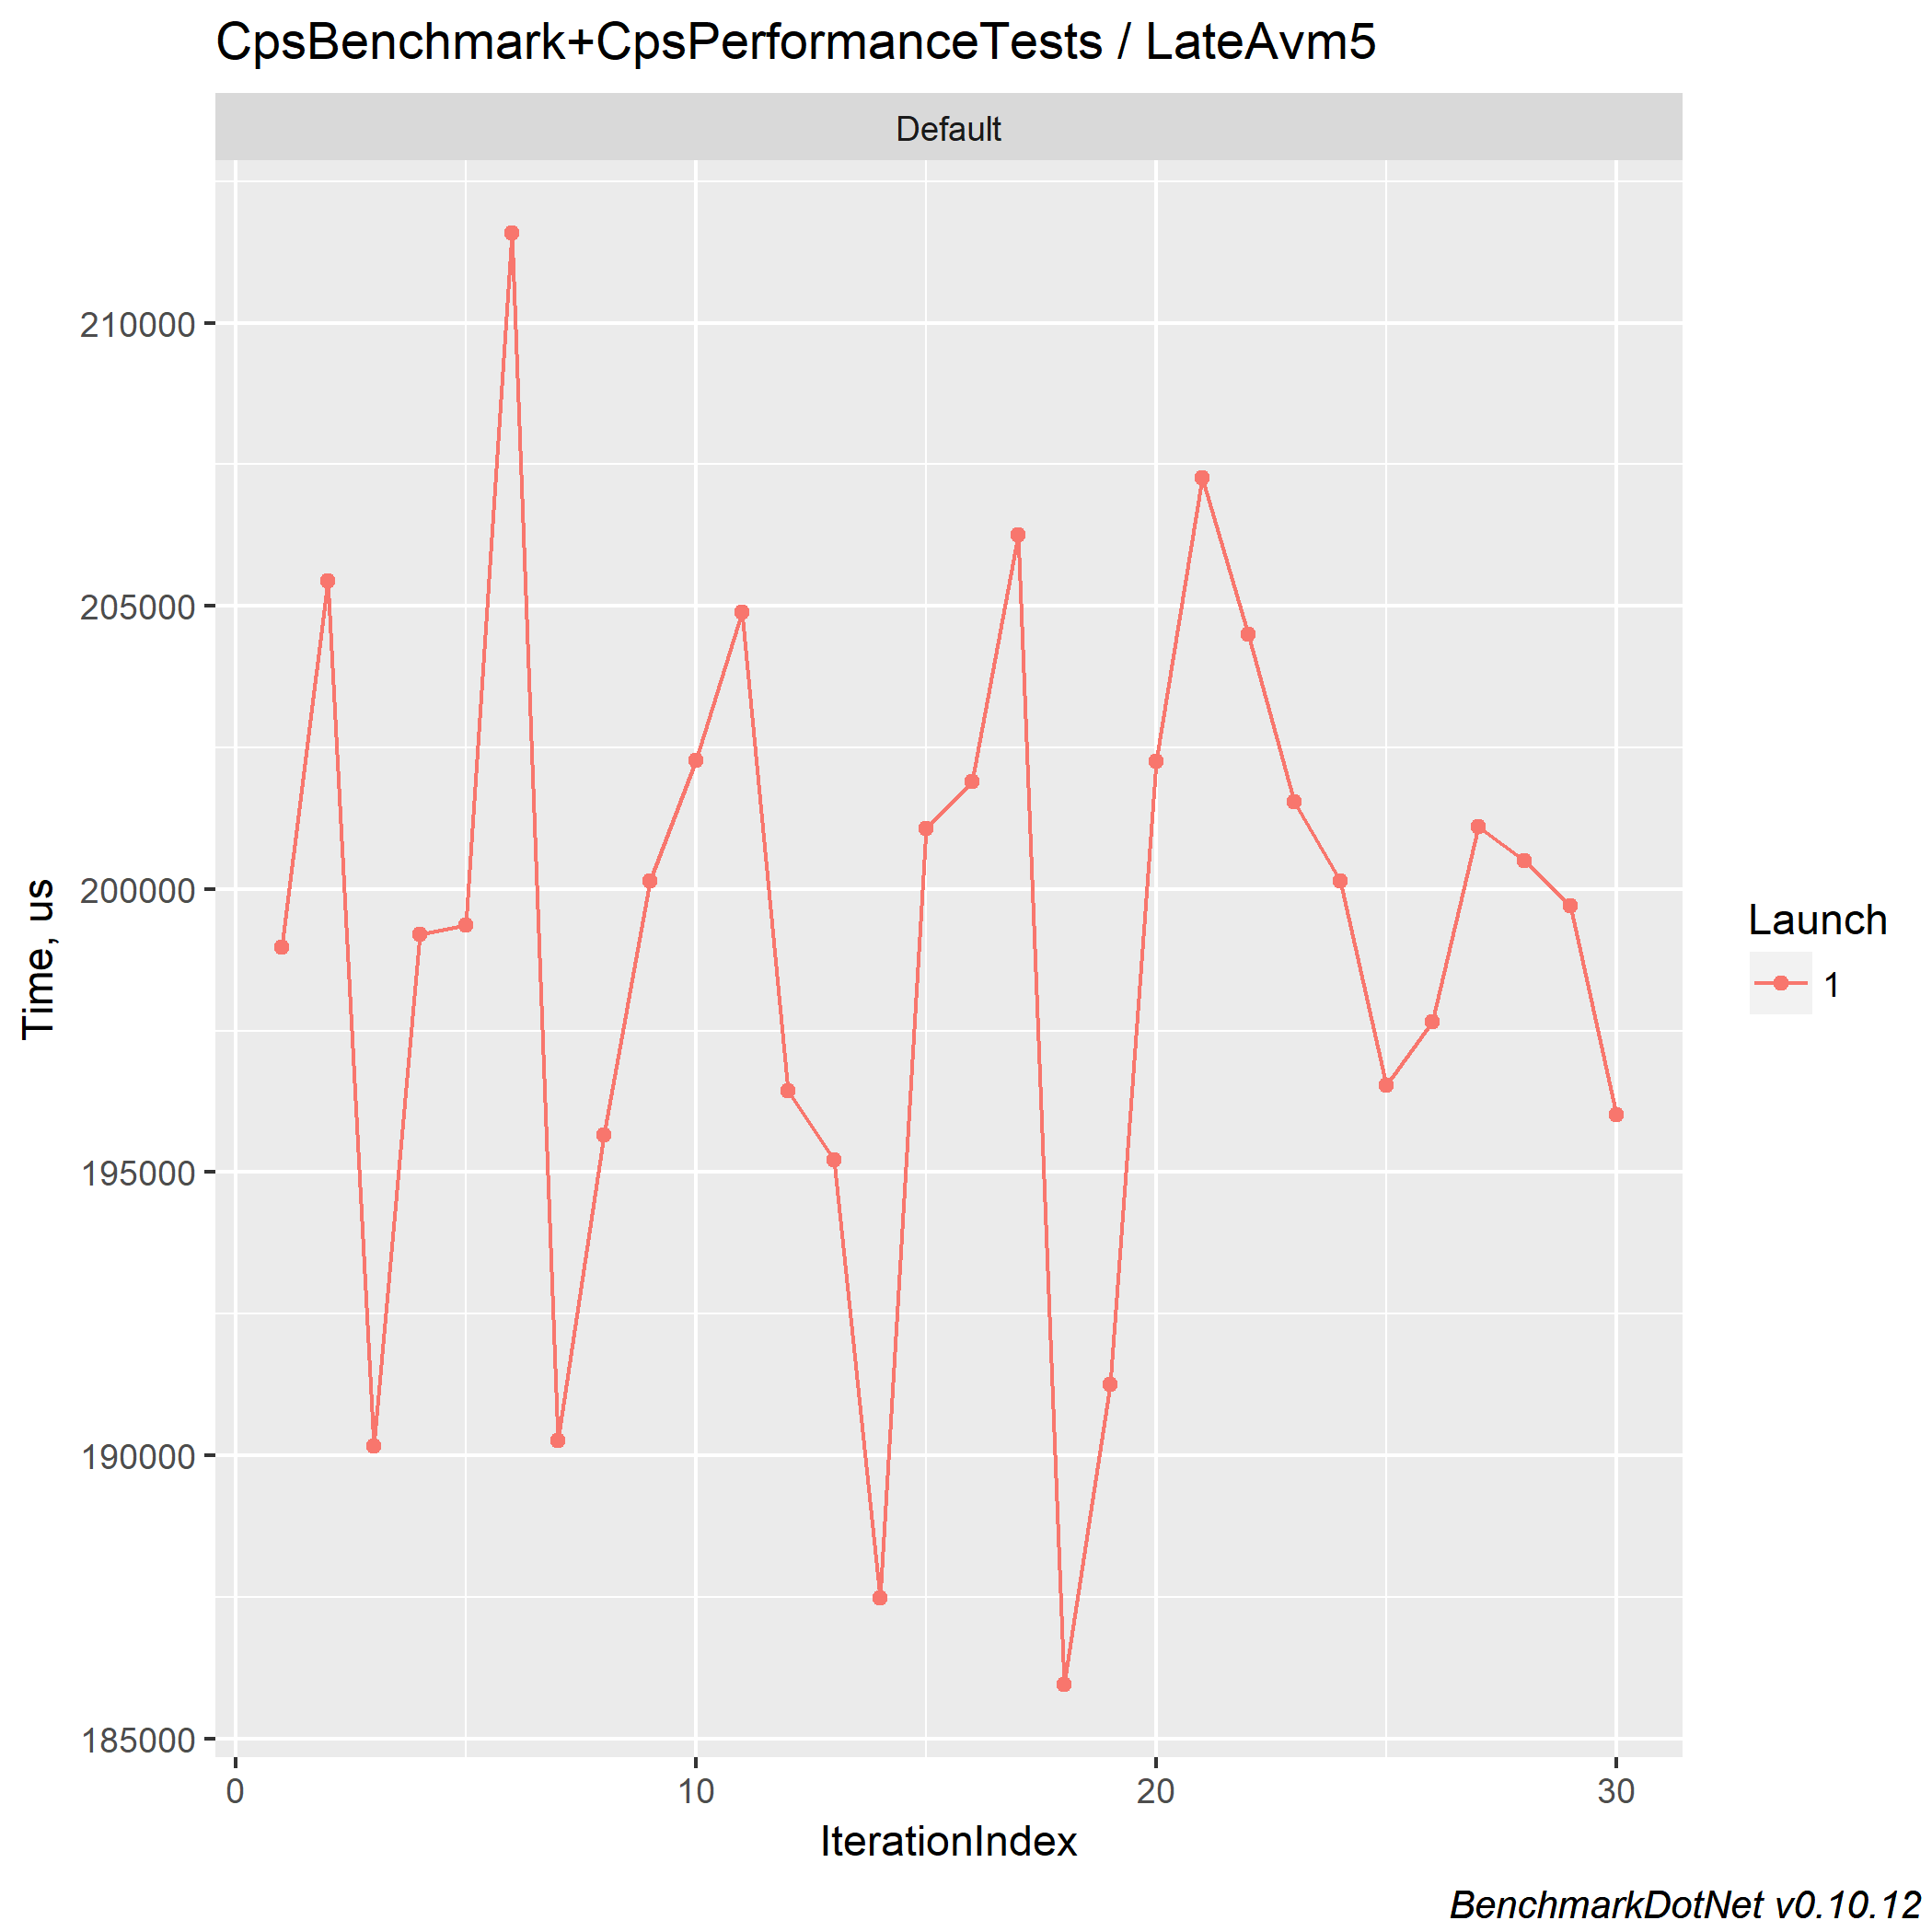 CpsBenchmark+CpsPerformanceTests / LateAvm5
Default
210000
205000
200000
195000
190000
185000
Time, us
0 10 20 30
IterationIndex
Launch
1
BenchmarkDotNet v0.10.12